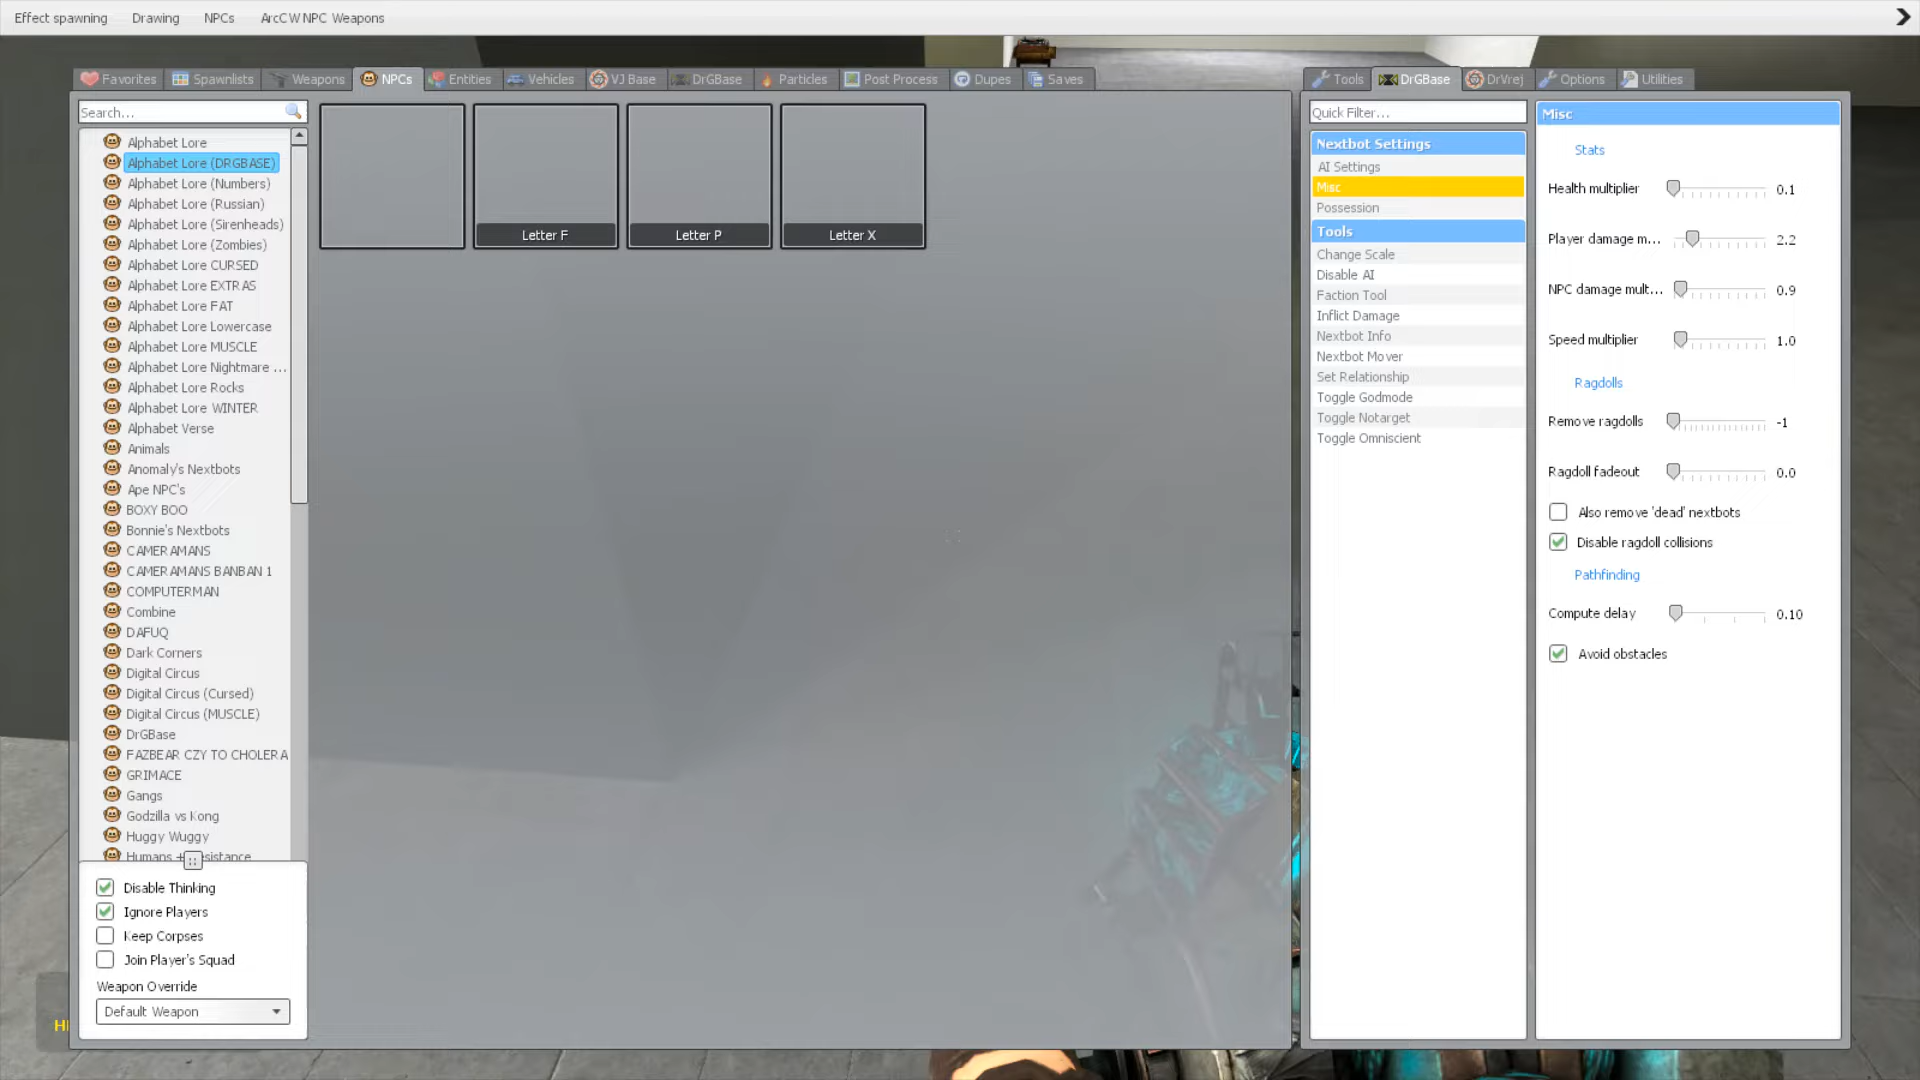 Effect spawning Drawing NPCs ArcCW NPC Weapons
Favorites Spawnlists Weapons NPCs Entities Vehicles VJ Base DrGBase Particles Post Process Dupes Saves
Tools DrGBase DrVrej Options Utilities
Search...
Alphabet Lore
Alphabet Lore (DRGBASE)
Alphabet Lore (Numbers)
Alphabet Lore (Russian)
Alphabet Lore (Sirenheads)
Alphabet Lore (Zombies)
Alphabet Lore CURSED
Alphabet Lore EXTRAS
Alphabet Lore FAT
Alphabet Lore Lowercase
Alphabet Lore MUSCLE
Alphabet Lore Nightmare ...
Alphabet Lore Rocks
Alphabet Lore WINTER
Alphabet Verse
Animals
Anomaly's Nextbots
Ape NPC's
BOXY BOO
Bonnie's Nextbots
CAMERAMANS
CAMERAMANS BANBAN 1
COMPUTERMAN
Combine
DAFUQ
Dark Corners
Digital Circus
Digital Circus (Cursed)
Digital Circus (MUSCLE)
DrGBase
FAZBEAR CZY TO CHOLERA
GRIMACE
Gangs
Godzilla vs Kong
Huggy Wuggy
Humans +
Disable Thinking
Ignore Players
Keep Corpses
Join Player's Squad
Weapon Override
Default Weapon
Letter F
Letter P
Letter X
Quick Filter...
Nextbot Settings
AI Settings
Misc
Possession
Tools
Change Scale
Disable AI
Faction Tool
Inflict Damage
Nextbot Info
Nextbot Mover
Set Relationship
Toggle Godmode
Toggle Notarget
Toggle Omniscient
Misc
Stats
Health multiplier 0.1
Player damage m... 2.2
NPC damage mult... 0.9
Speed multiplier 1.0
Ragdolls
Remove ragdolls -1
Ragdoll fadeout 0.0
Also remove 'dead' nextbots
Disable ragdoll collisions
Pathfinding
Compute delay 0.10
Avoid obstacles